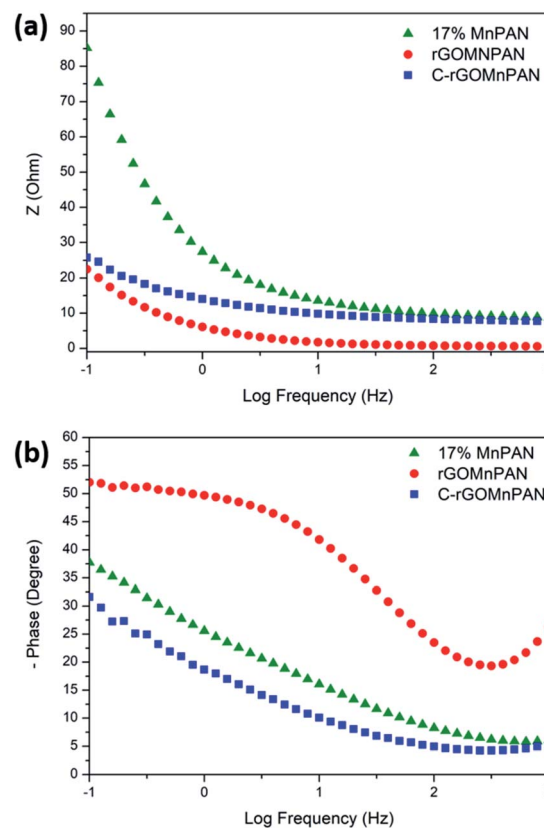 (a)
17% MnPAN
rGOMNPAN
C-rGOMnPAN
90
80
70
60
50
40
30
20
10
0
Z (Ohm)
-1
0
1
2
Log Frequency (Hz)
(b)
17% MnPAN
rGOMnPAN
C-rGOMnPAN
60
55
50
45
40
35
30
25
20
15
10
5
0
- Phase (Degree)
-1
0
1
2
Log Frequency (Hz)